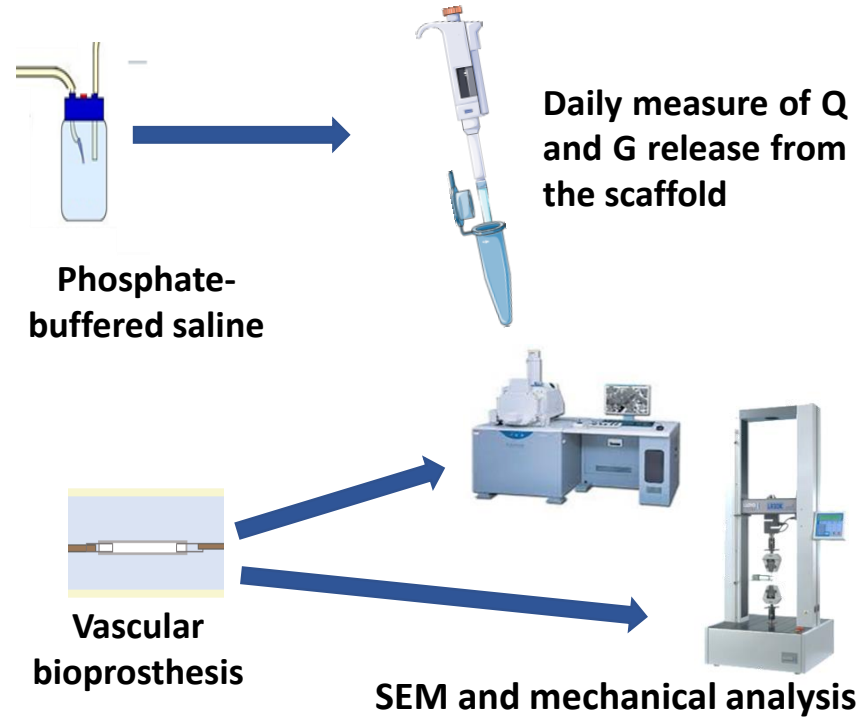 Daily measure of Q
and G release from
the scaffold
Phosphate-
buffered saline
Vascular
bioprosthesis
SEM and mechanical analysis